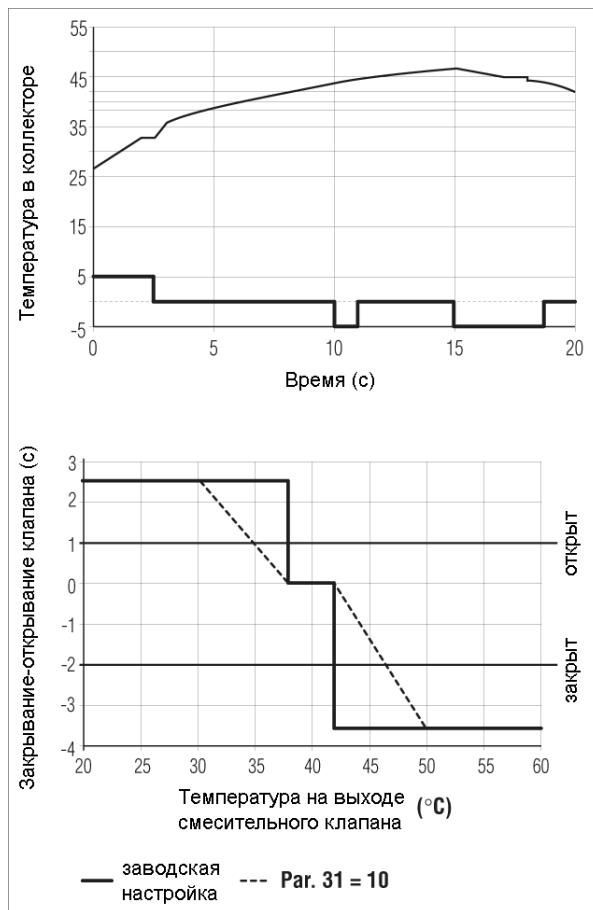 Температура в коллекторе
55
45
35
25
15
5
-5
0
5
10
15
20
Время (с)
Закрывание-открывание клапана (с)
3
2
1
0
-1
-2
-3
-4
открыт
закрыт
20
25
30
35
40
45
50
55
60
Температура на выходе
смесительного клапана (°C)
заводская
настройка
Par. 31 = 10